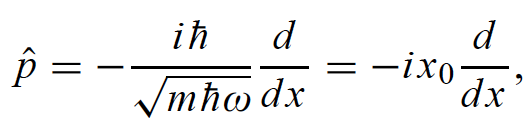 p̂ = − iħ/√(mħω) d/dx = −ix₀ d/dx,